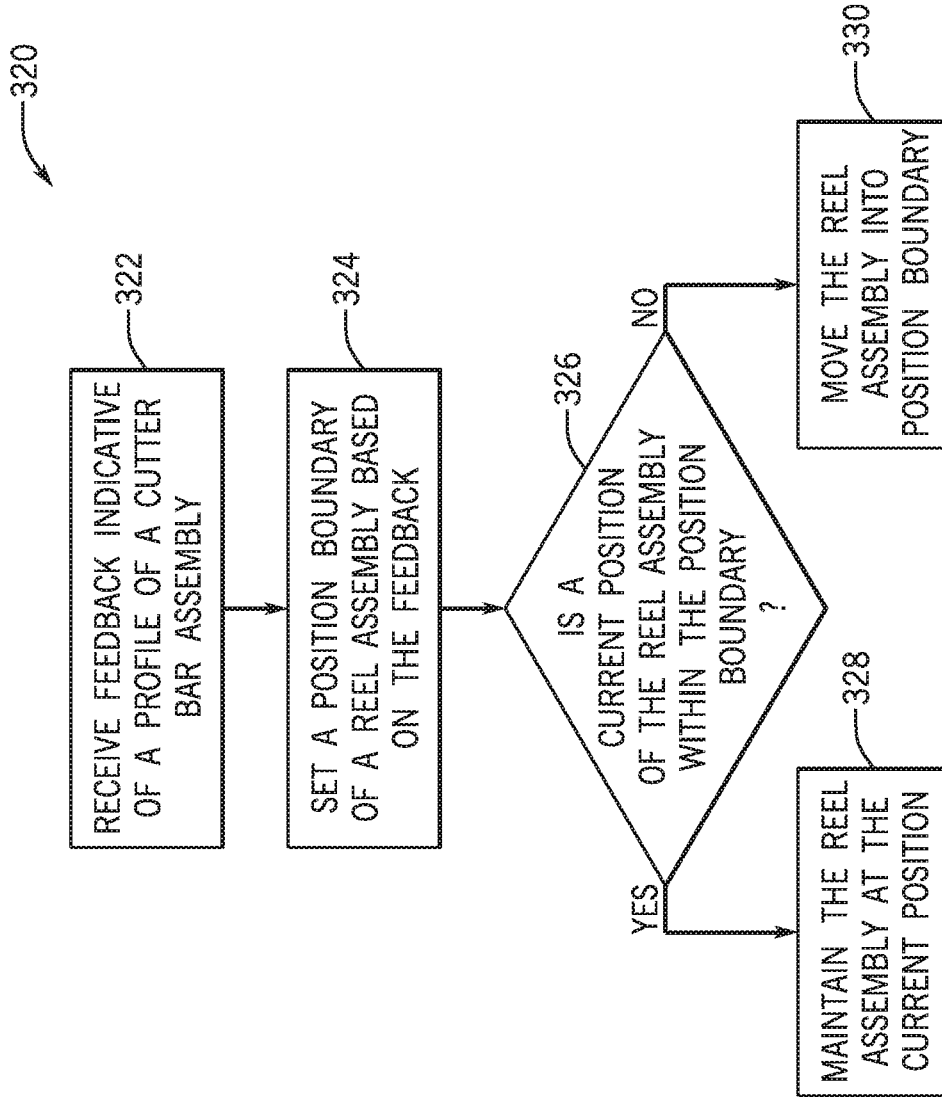 320
RECEIVE FEEDBACK INDICATIVE
OF A PROFILE OF A CUTTER
BAR ASSEMBLY
322
SET A POSITION BOUNDARY
OF A REEL ASSEMBLY BASED
ON THE FEEDBACK
324
IS A
CURRENT POSITION
OF THE REEL ASSEMBLY
WITHIN THE POSITION
BOUNDARY
?
326
YES
NO
MAINTAIN THE REEL
ASSEMBLY AT THE
CURRENT POSITION
328
MOVE THE REEL
ASSEMBLY INTO
POSITION BOUNDARY
330